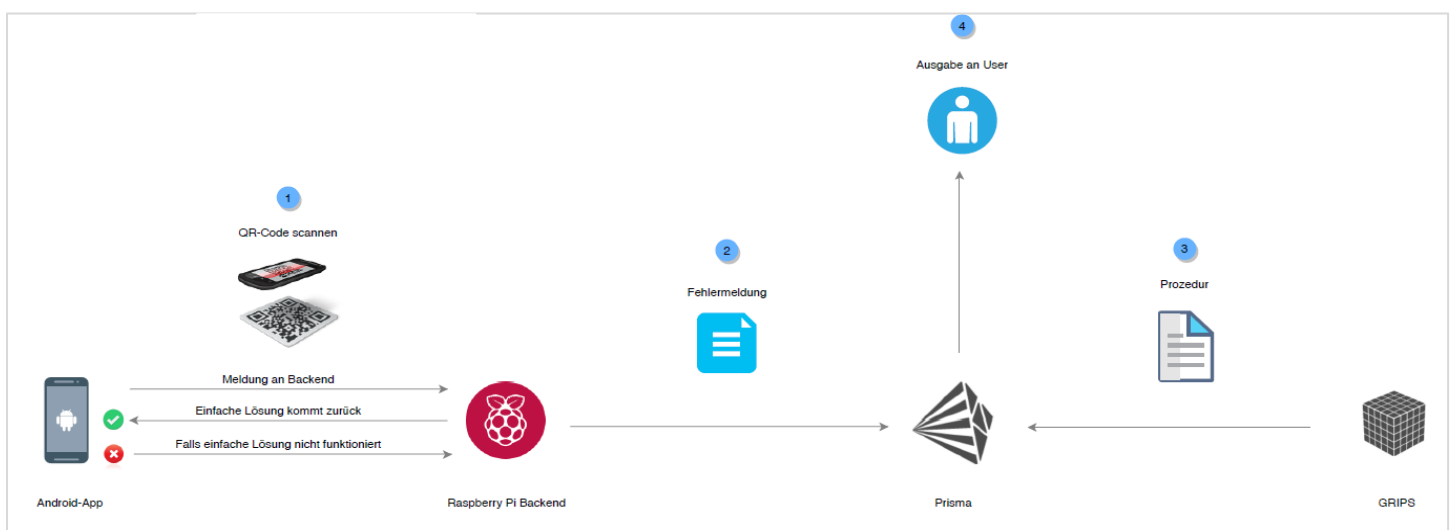 4
Ausgabe an User
1
QR-Code scannen
2
Fehlermeldung
3
Prozedur
Meldung an Backend
Einfache Lösung kommt zurück
Falls einfache Lösung nicht funktioniert
Android-App
Raspberry Pi Backend
Prisma
GRIPS